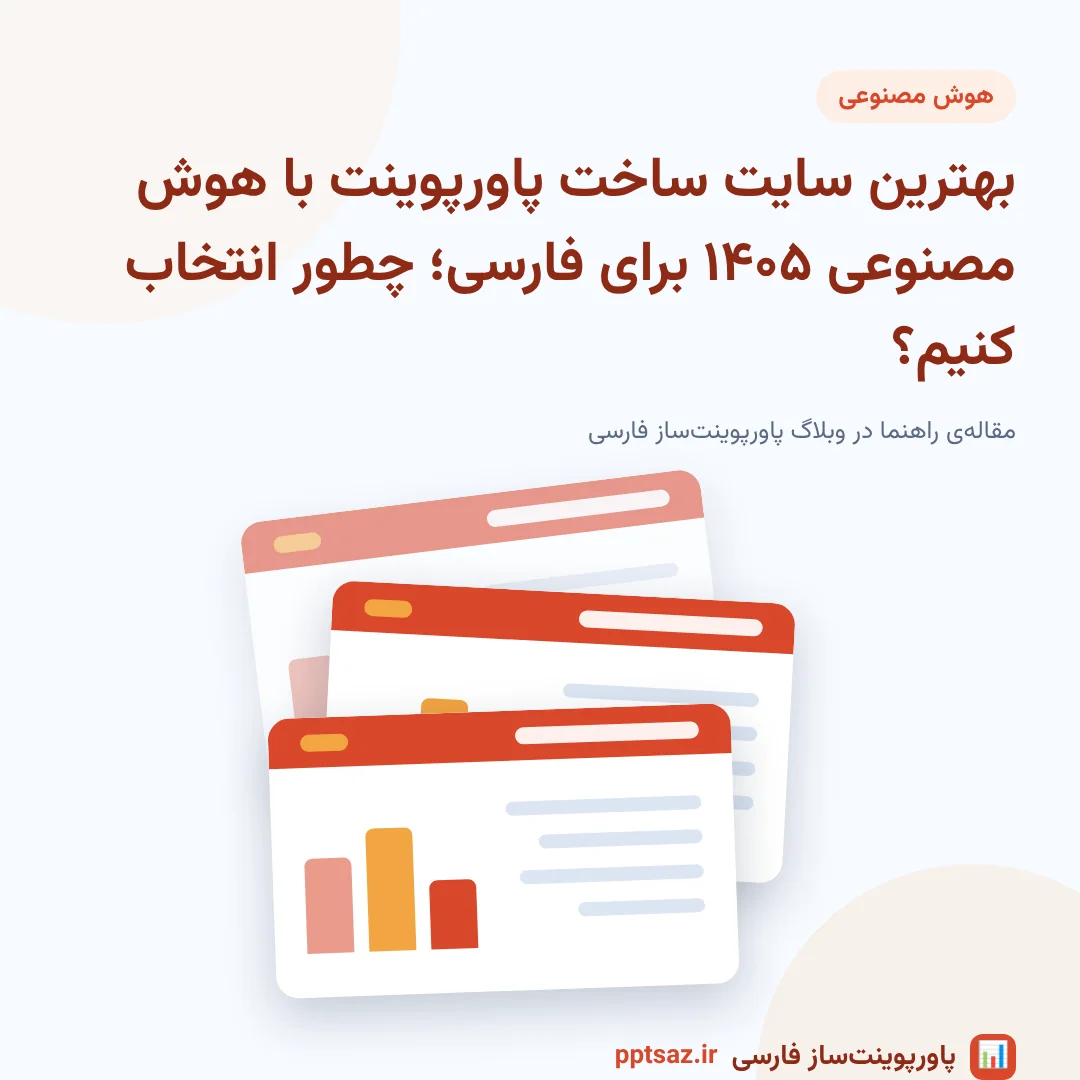 هوش مصنوعی
بهترین سایت ساخت پاورپوینت با هوش
مصنوعی ۱۴۰۵ برای فارسی؛ چطور انتخاب
کنیم؟
مقاله‌ی راهنما در وبلاگ پاورپوینت‌ساز فارسی
پاورپوینت‌ساز فارسی pptsaz.ir